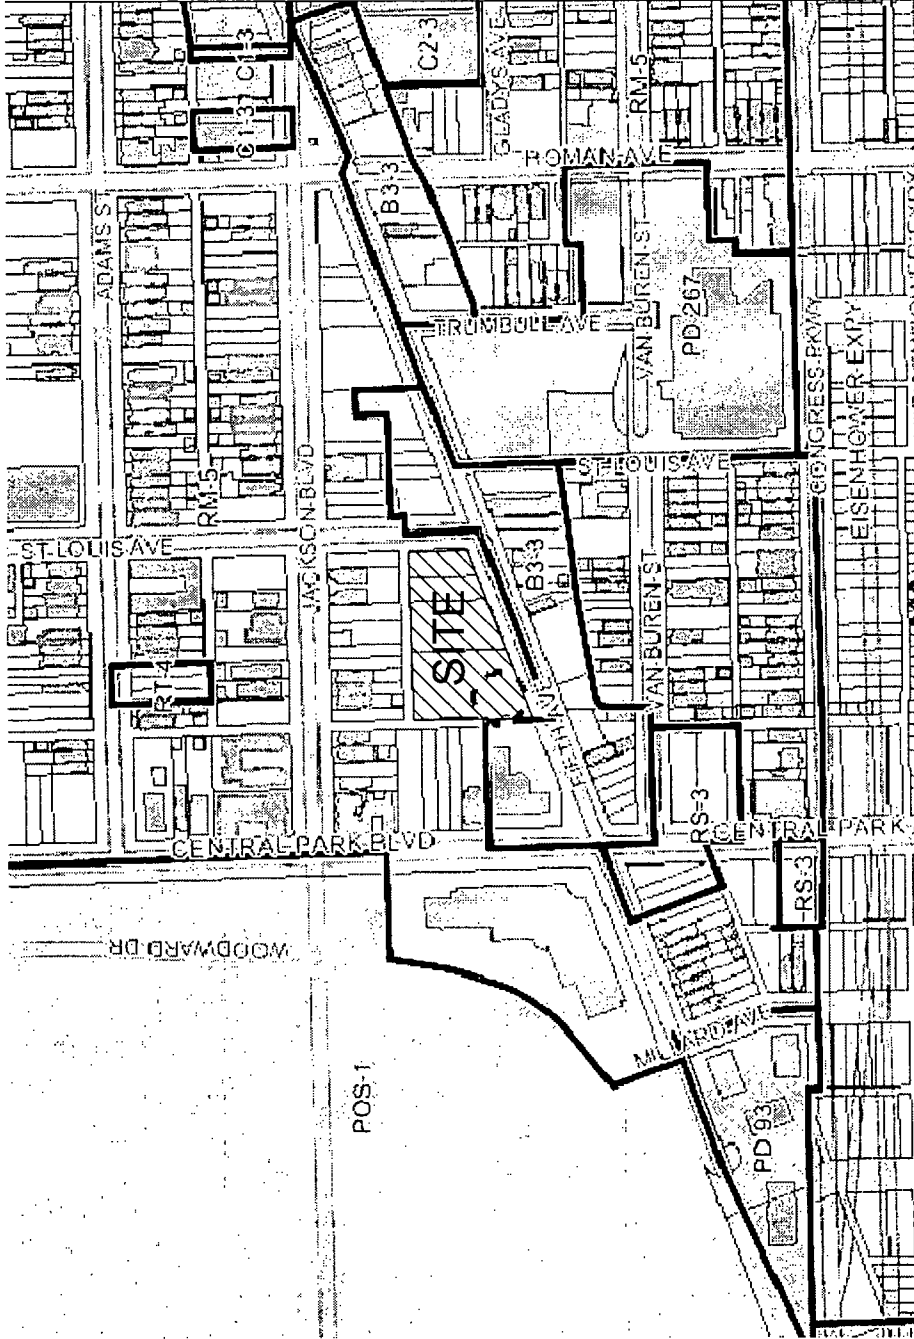 C1-3
C2-3
GLADYS AVE
RM-5
C1-3
ROMAN AVE
B3-3
ADAMS S
VAN BUREN ST
PD 267
TRUMBULL AVE
CONGRESS PKWY
EISENHOWER EXPY
RM-5
JACKSON BLVD
ST LOUIS AVE
ST LOUIS AVE
B3-3
SITE
VAN BUREN S
RT-4
FIFTH AV
RS-3
CENTRAL PARK BLVD
CENTRAL PARK
RS-3
WOODWARD DR
MILLARD AVE
POS-1
PD 93